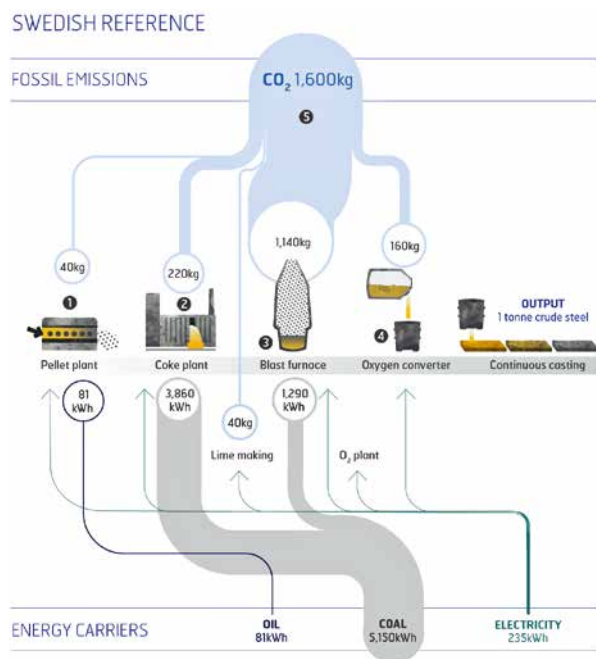 SWEDISH REFERENCE
FOSSIL EMISSIONS
CO₂ 1,600kg
5
1,140kg
160kg
40kg
220kg
1
2
3
4
OUTPUT
1 tonne crude steel
Pellet plant
Coke plant
Blast furnace
Oxygen converter
Continuous casting
81
kWh
3,860
kWh
1,290
kWh
40kg
Lime making
O₂ plant
ENERGY CARRIERS
OIL
81kWh
COAL
5,150kWh
ELECTRICITY
235kWh